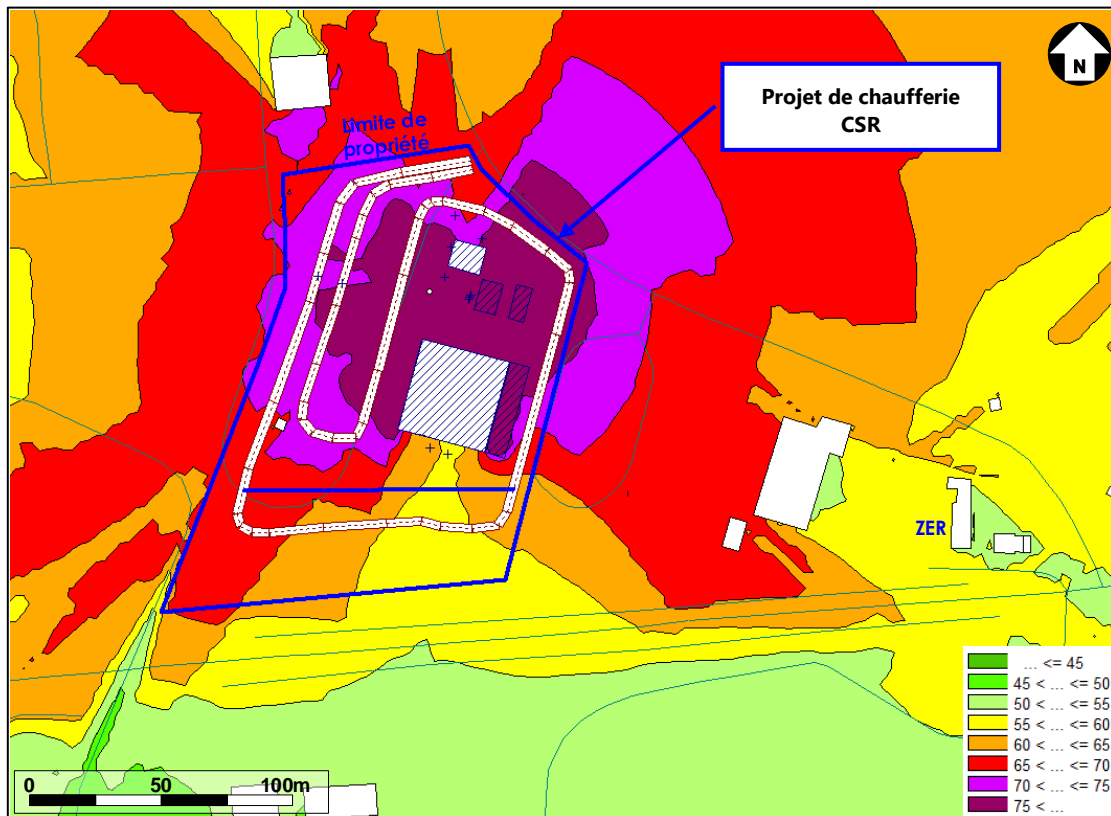 N
Projet de chaufferie
CSR
Limite de
propriété
ZER
... <= 45
45 < ... <= 50
50 < ... <= 55
55 < ... <= 60
60 < ... <= 65
65 < ... <= 70
70 < ... <= 75
75 < ...
0 50 100m